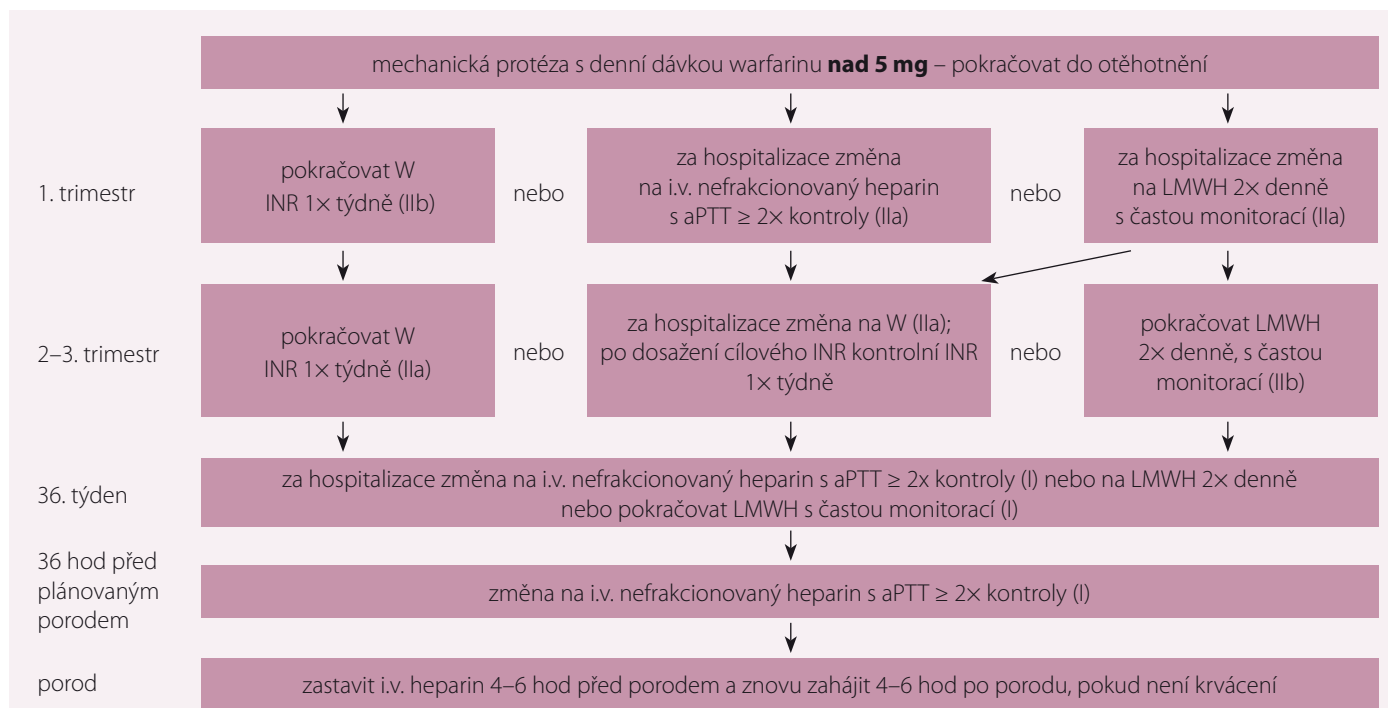 mechanická protéza s denní dávkou warfarinu nad 5 mg – pokračovat do otěhotnění
1. trimestr
pokračovat W
INR 1× týdně (IIb)
nebo
za hospitalizace změna
na i.v. nefrakcionovaný heparin
s aPTT ≥ 2× kontroly (IIa)
nebo
za hospitalizace změna
na LMWH 2× denně
s častou monitorací (IIa)
2–3. trimestr
pokračovat W
INR 1× týdně (IIa)
nebo
za hospitalizace změna na W (IIa);
po dosažení cílového INR kontrolní INR
1× týdně
nebo
pokračovat LMWH
2× denně, s častou
monitorací (IIb)
36. týden
za hospitalizace změna na i.v. nefrakcionovaný heparin s aPTT ≥ 2x kontroly (I) nebo na LMWH 2× denně
nebo pokračovat LMWH s častou monitorací (I)
36 hod před
plánovaným
porodem
změna na i.v. nefrakcionovaný heparin s aPTT ≥ 2× kontroly (I)
porod
zastavit i.v. heparin 4–6 hod před porodem a znovu zahájit 4–6 hod po porodu, pokud není krvácení